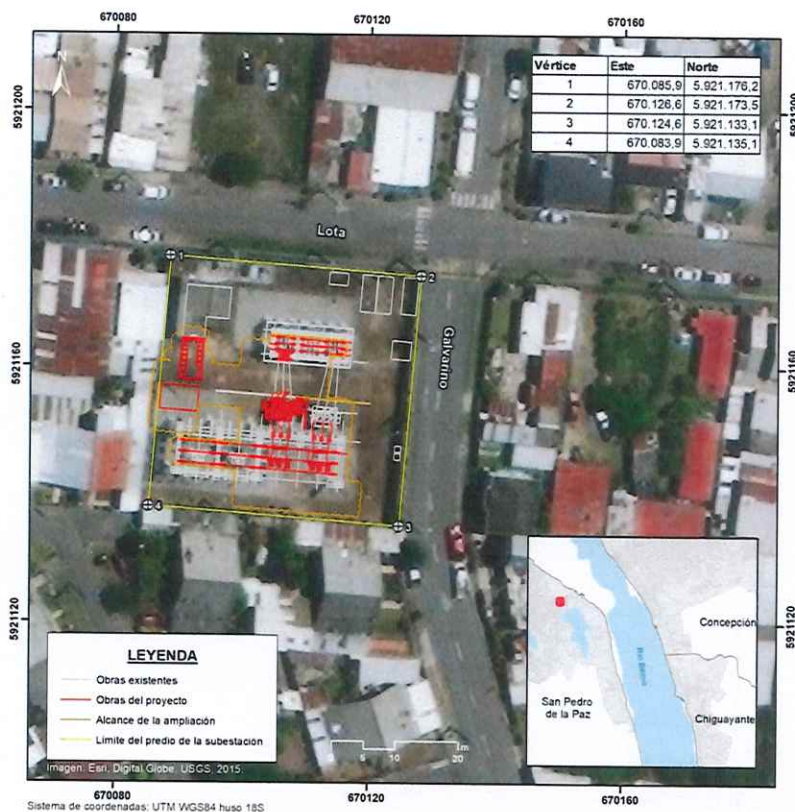 670080
670120
670160
5921200
5921200
Vértice Este Norte
1 670.085,9 5.921.176,2
2 670.126,6 5.921.173,5
3 670.124,6 5.921.133,1
4 670.083,9 5.921.135,1
Lota
1
2
Galvarino
5921160
5921160
4
3
5921120
5921120
LEYENDA
Obras existentes
Obras del proyecto
Alcance de la ampliación
Límite del predio de la subestación
0 5 10 20
m
Concepción
Río Biobío
San Pedro
de la Paz
Chiguayante
Imagen: Esri, Digital Globe, USGS, 2015.
670080
670120
670160
Sistema de coordenadas: UTM WGS84 huso 18S